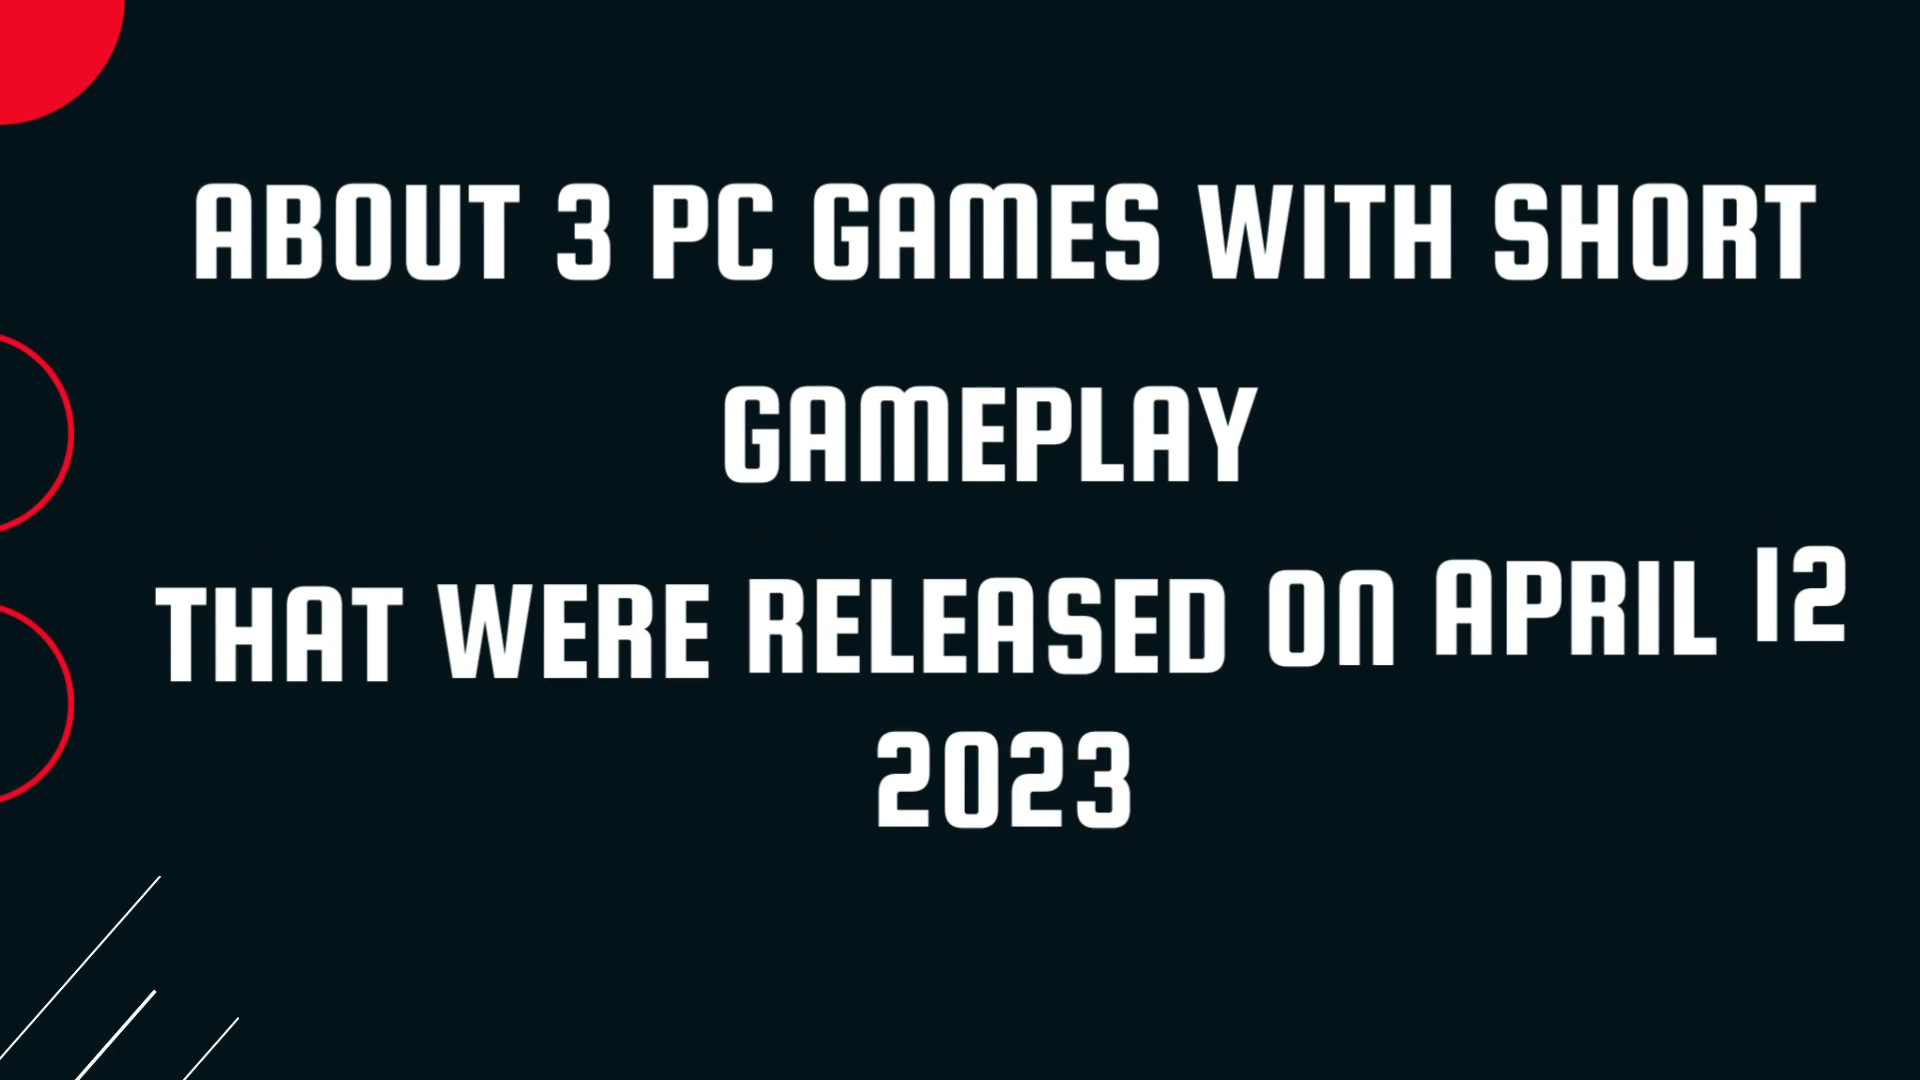 ABOUT 3 PC GAMES WITH SHORT
GAMEPLAY
THAT WERE RELEASED ON APRIL 12
2023